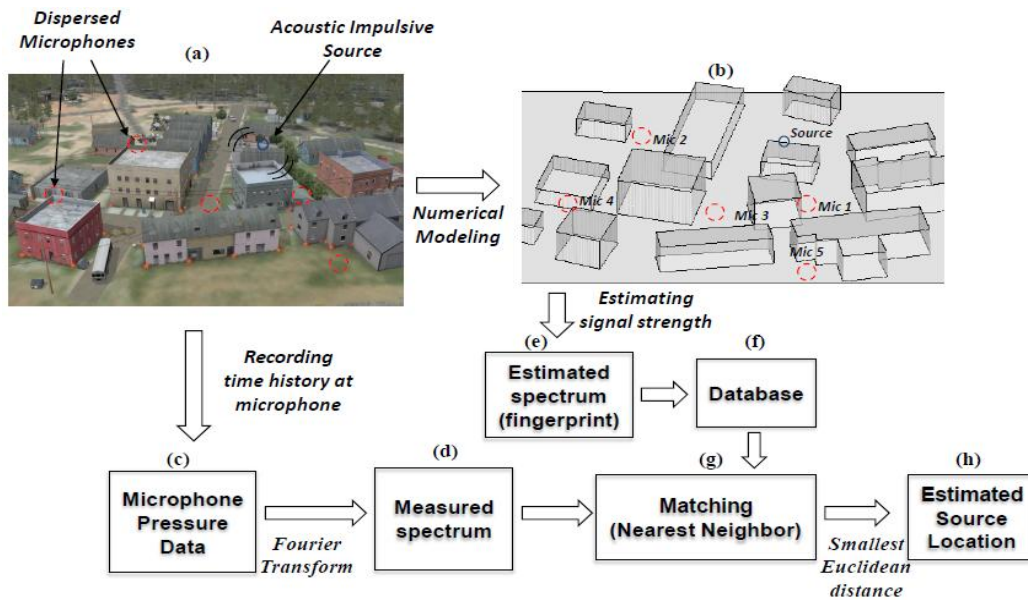 Dispersed
Microphones
(a)
Acoustic Impulsive
Source
(b)
Mic 2
Source
Mic 4
Mic 3
Mic 1
Mic 5
Numerical
Modeling
Estimating
signal strength
Recording
time history at
microphone
(e)
Estimated
spectrum
(fingerprint)
(f)
Database
(c)
Microphone
Pressure
Data
Fourier
Transform
(d)
Measured
spectrum
(g)
Matching
(Nearest Neighbor)
Smallest
Euclidean
distance
(h)
Estimated
Source
Location